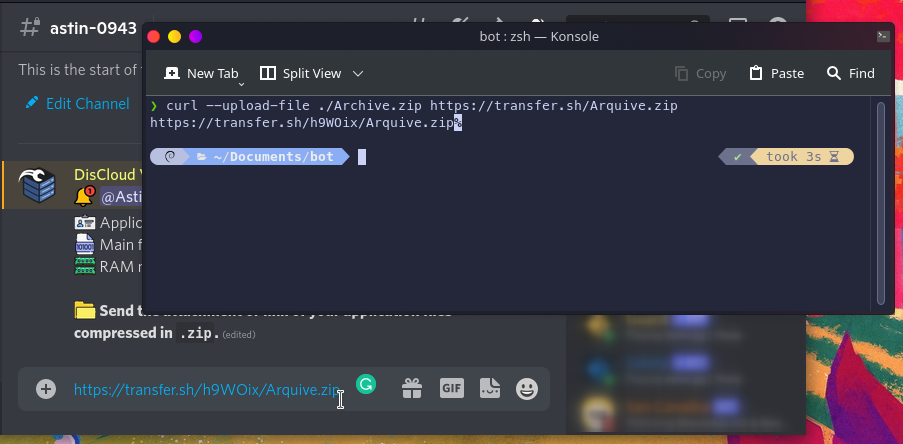 astin-0943
bot : zsh — Konsole
This is the start of
New Tab
Split View
Copy
Paste
Find
Edit Channel
❯ curl --upload-file ./Archive.zip https://transfer.sh/Arquive.zip
https://transfer.sh/h9WOix/Arquive.zip%
~/Documents/bot
✔ took 3s
DisCloud
1
@Asti
Applic
Main f
RAM
Send the
compressed in .zip. (edited)
https://transfer.sh/h9WOix/Arquive.zip
G
GIF